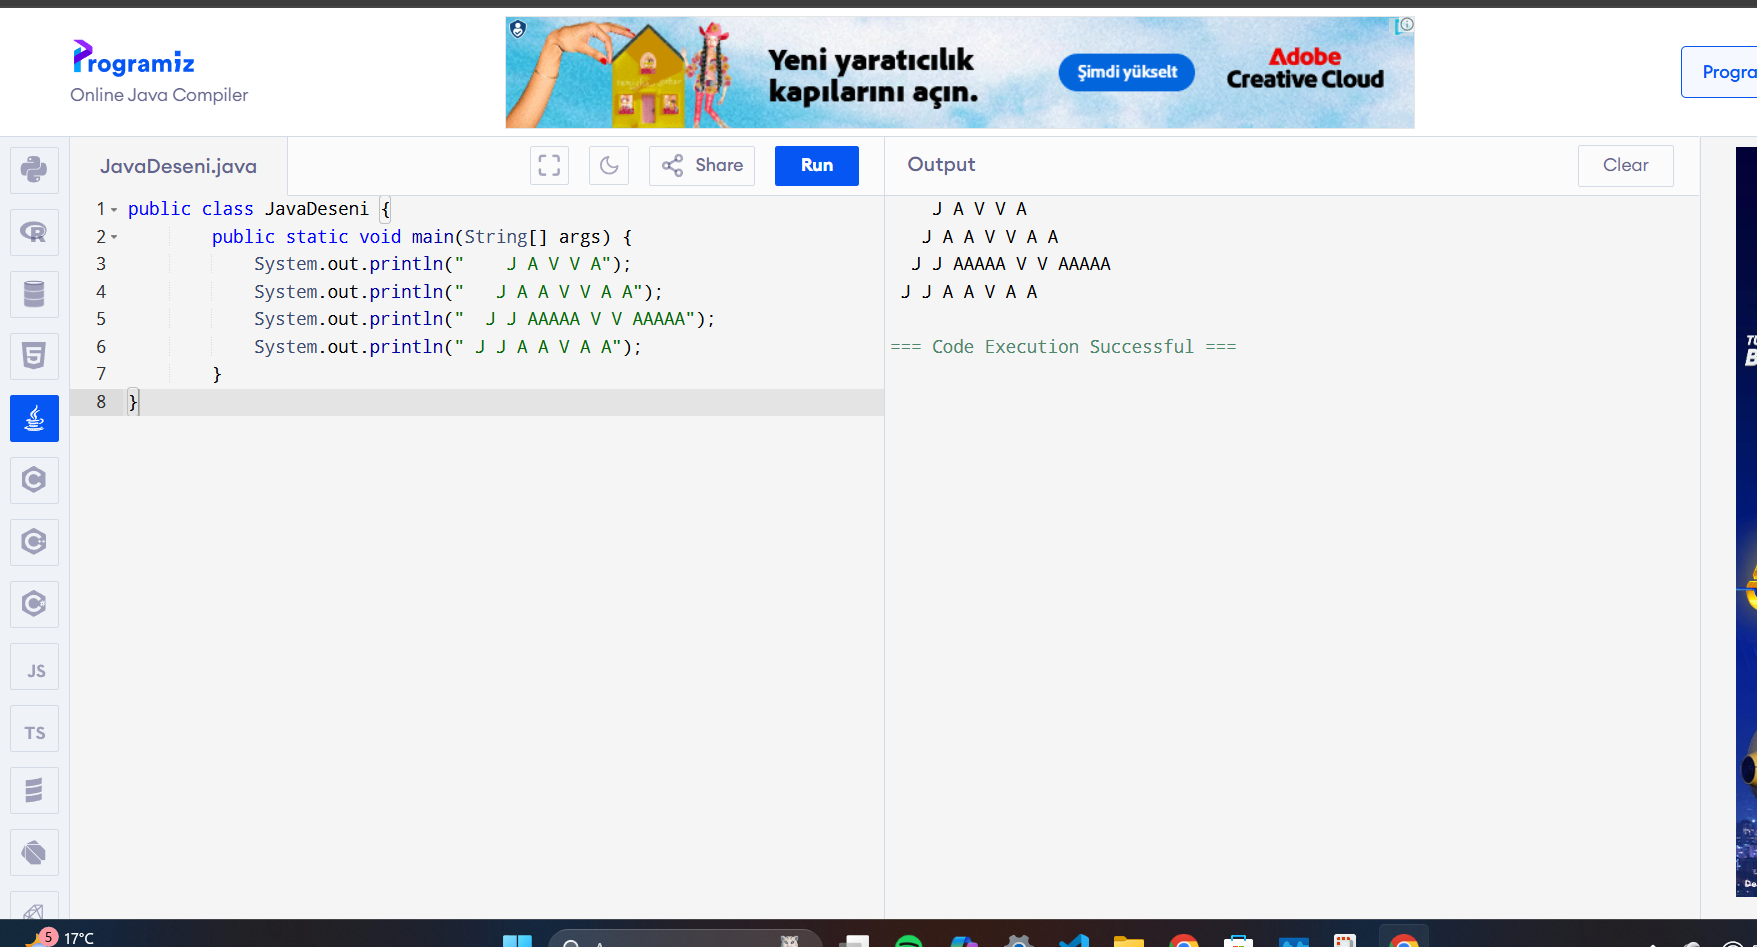 Programiz
Online Java Compiler
Yeni yaratıcılık
kapılarını açın.
Şimdi yükselt
Adobe
Creative Cloud
Progra
JavaDeseni.java
Share
Run
Output
Clear
1 public class JavaDeseni {
2         public static void main(String[] args) {
3             System.out.println("    J A V V A");
4             System.out.println("   J A A V V A A");
5             System.out.println("  J J AAAAA V V AAAAA");
6             System.out.println(" J J A A V A A");
7         }
8 }
    J A V V A
   J A A V V A A
  J J AAAAA V V AAAAA
 J J A A V A A
=== Code Execution Successful ===
JS
TS
5
17°C